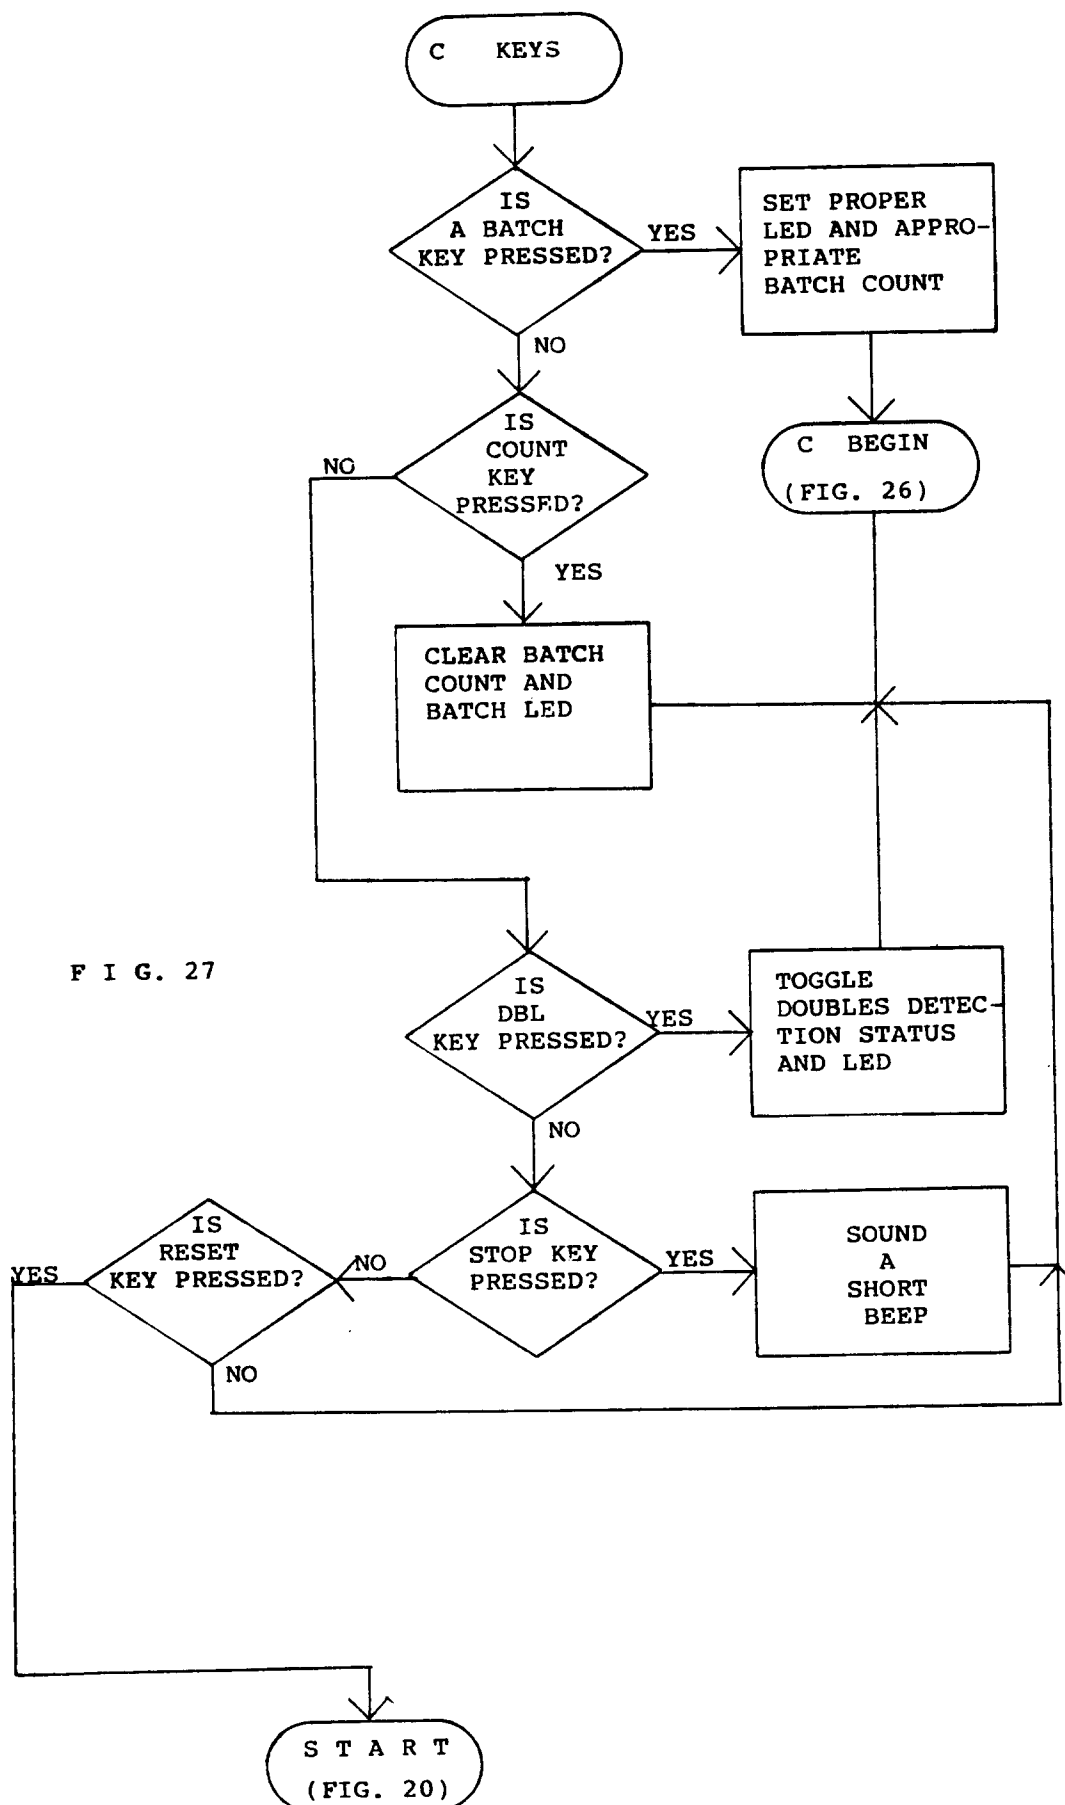 C KEYS
IS
A BATCH
KEY PRESSED?
YES
SET PROPER
LED AND APPRO-
PRIATE
BATCH COUNT
NO
IS
COUNT
KEY
PRESSED?
NO
YES
C BEGIN
(FIG. 26)
CLEAR BATCH
COUNT AND
BATCH LED
F I G. 27
IS
DBL
KEY PRESSED?
YES
TOGGLE
DOUBLES DETEC-
TION STATUS
AND LED
NO
IS
STOP KEY
PRESSED?
YES
SOUND
A
SHORT
BEEP
NO
IS
RESET
KEY PRESSED?
YES
NO
S T A R T
(FIG. 20)